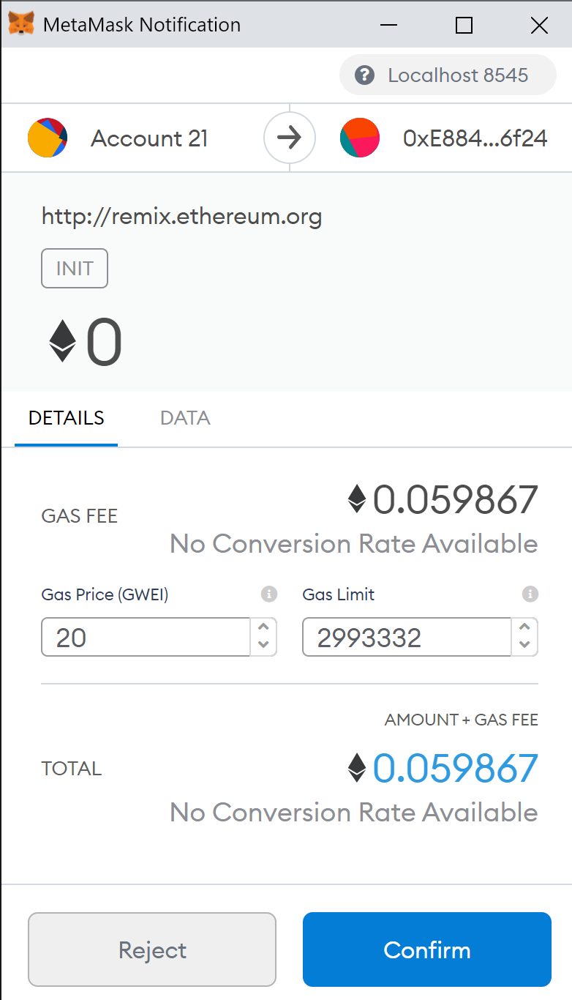 MetaMask Notification
? Localhost 8545
Account 21 0xE884...6f24
http://remix.ethereum.org
INIT
0
DETAILS DATA
GAS FEE 0.059867
No Conversion Rate Available
Gas Price (GWEI) i Gas Limit i
20 2993332
AMOUNT + GAS FEE
TOTAL 0.059867
No Conversion Rate Available
Reject Confirm